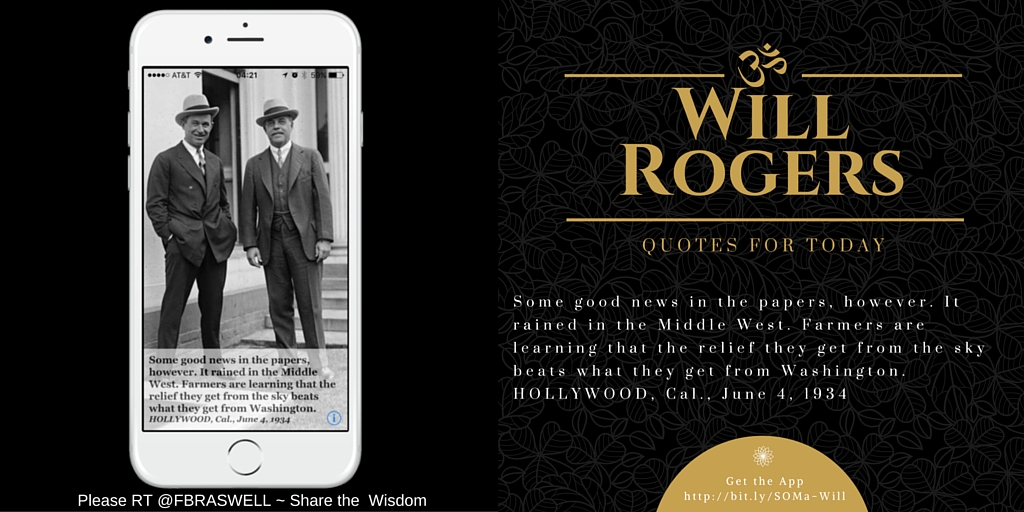 AT&T 04:21
Some good news in the papers,
however. It rained in the Middle
West. Farmers are learning that the
relief they get from the sky beats
what they get from Washington.
HOLLYWOOD, Cal., June 4, 1934
Please RT @FBRASWELL ~ Share the  Wisdom
ॐ
WILL
ROGERS
QUOTES FOR TODAY
Some good news in the papers, however. It
rained in the Middle West. Farmers are
learning that the relief they get from the sky
beats what they get from Washington.
HOLLYWOOD, Cal., June 4, 1934
Get the App
http://bit.ly/SOMa-Will